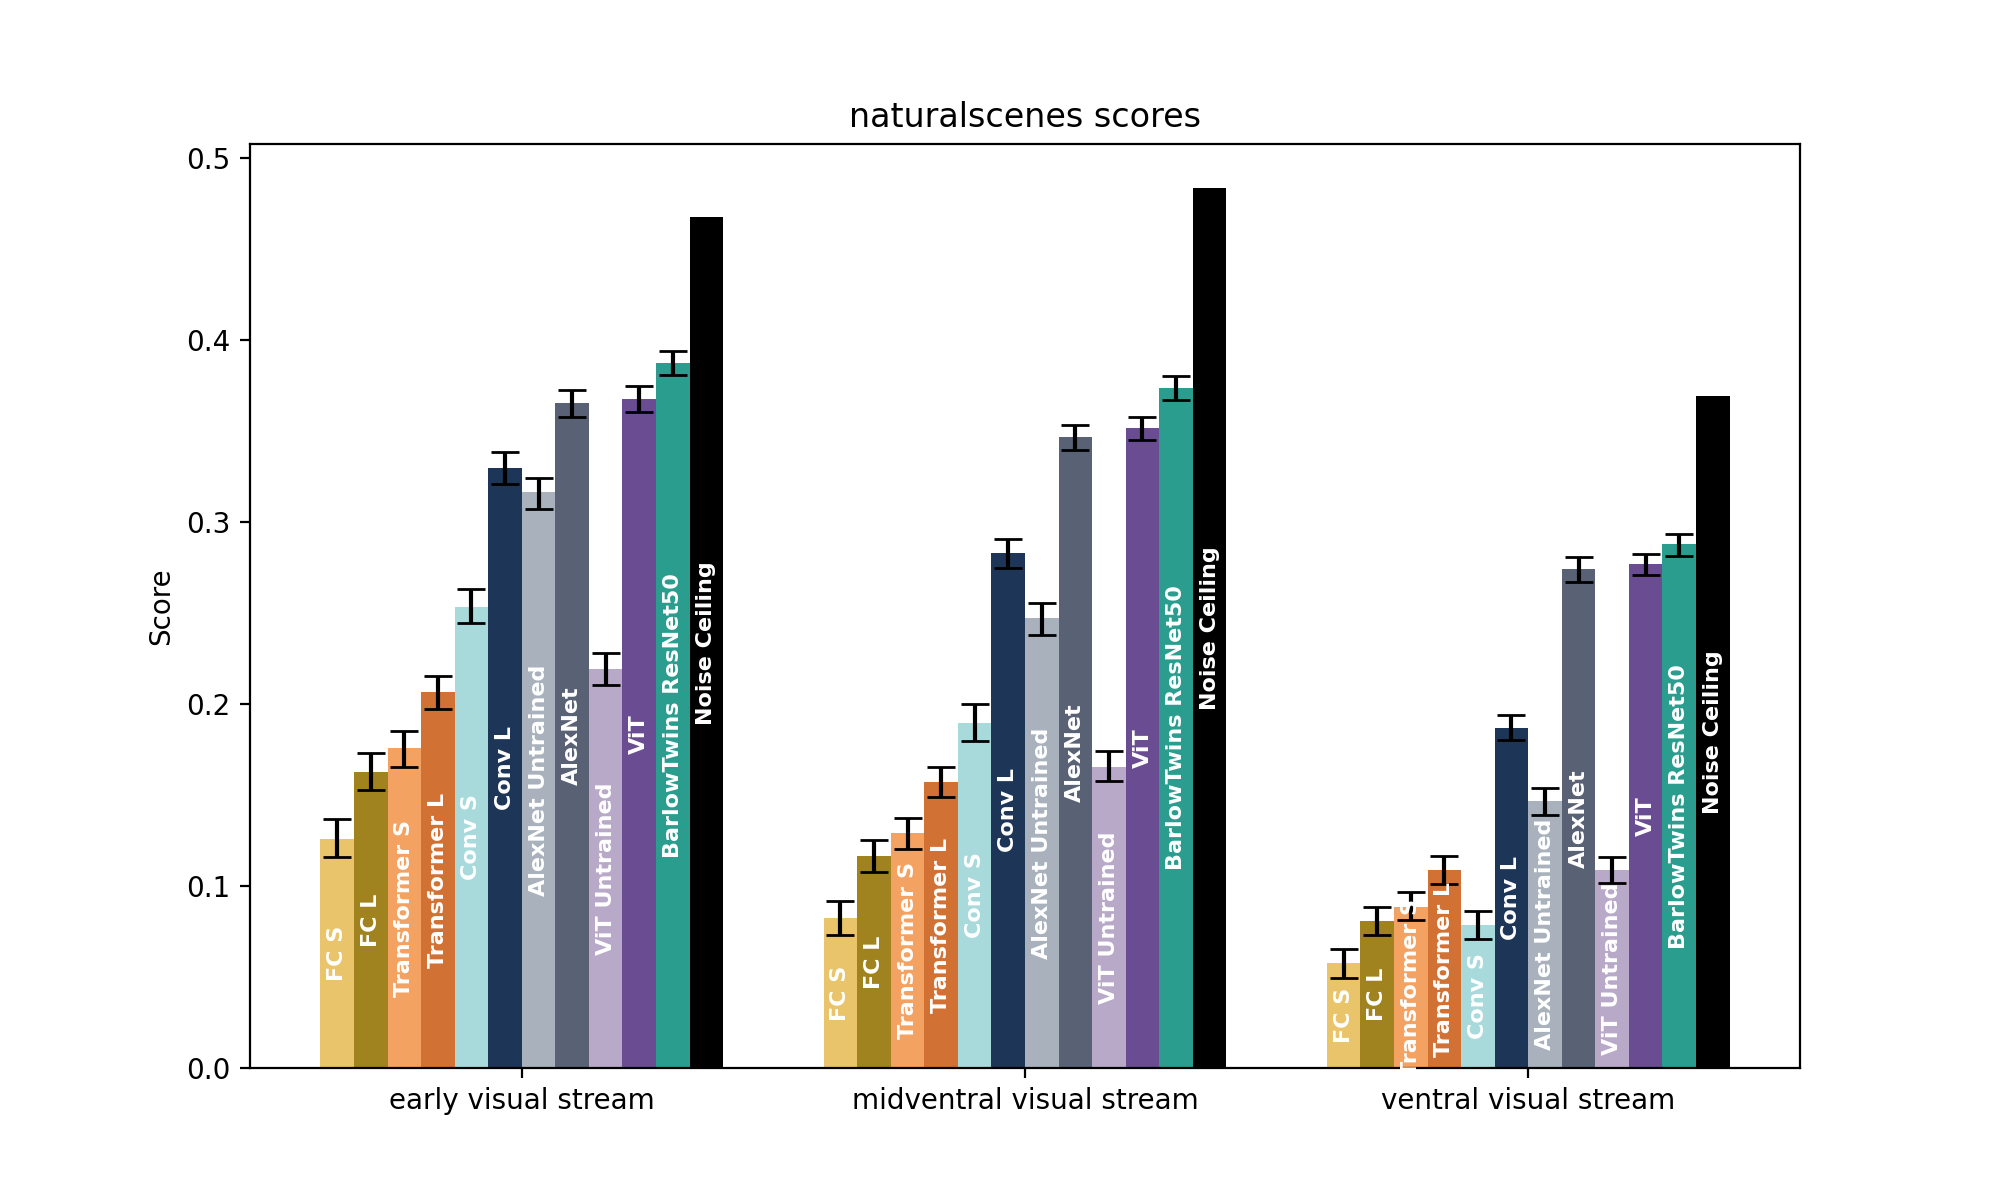 naturalscenes scores
Score
0.5
0.4
0.3
0.2
0.1
0.0
FC S
FC L
Transformer S
Transformer L
Conv S
Conv L
AlexNet Untrained
AlexNet
ViT Untrained
ViT
BarlowTwins ResNet50
Noise Ceiling
FC S
FC L
Transformer S
Transformer L
Conv S
Conv L
AlexNet Untrained
AlexNet
ViT Untrained
ViT
BarlowTwins ResNet50
Noise Ceiling
FC S
FC L
Transformer S
Transformer L
Conv S
Conv L
AlexNet Untrained
AlexNet
ViT Untrained
ViT
BarlowTwins ResNet50
Noise Ceiling
early visual stream
midventral visual stream
ventral visual stream